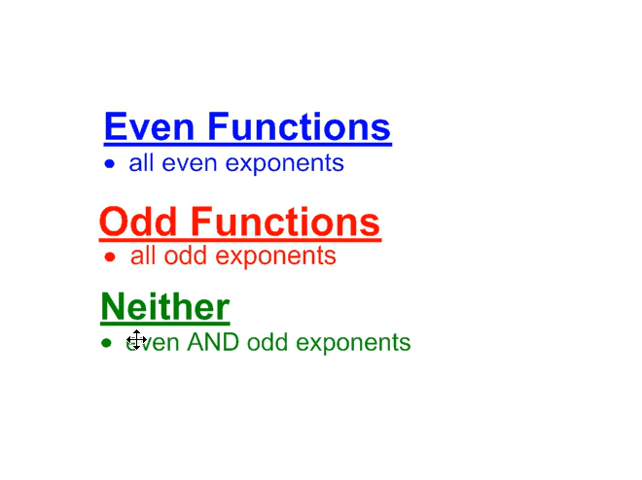 Even Functions
• all even exponents
Odd Functions
• all odd exponents
Neither
• even AND odd exponents